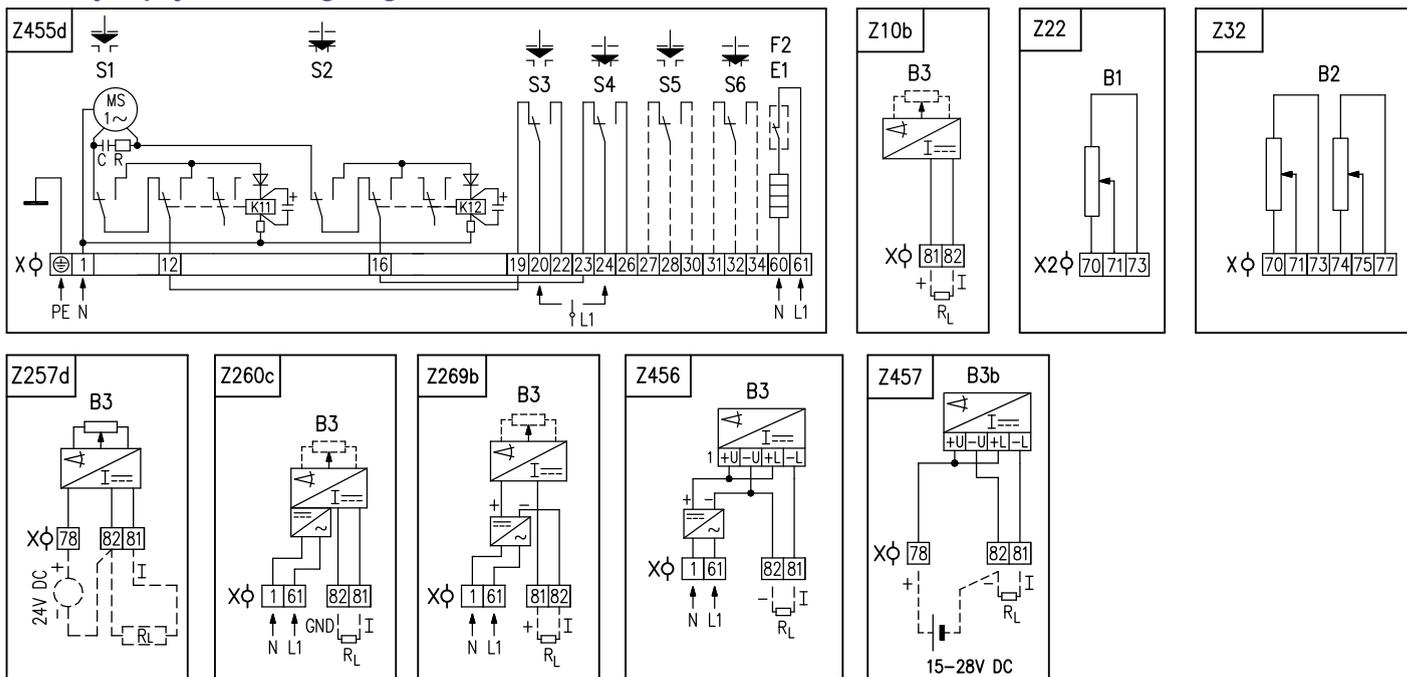 Z455d
S1
S2
S3
S4
S5
S6
F2
E1
MS
1~
C R
K11
+
K12
+
X
1
12
16
19 20 22 23 24 26 27 28 30 31 32 34 60 61
PE N
L1
N L1
Z10b
B3
I
X 81 82
+ I
RL
Z22
B1
X2 70 71 73
Z32
B2
X 70 71 73 74 75 77
Z257d
B3
I
X 78 82 81
+ I
24V DC
-
RL
Z260c
B3
I
~
X 1 61 82 81
N L1 GND I
RL
Z269b
B3
I
+ -
~
X 1 61 81 82
N L1 + I
RL
Z456
B3
I
1 +U -U +L -L
+ -
~
X 1 61 82 81
N L1 - I
RL
Z457
B3b
I
+U -U +L -L
X 78 82 81
+ - I
RL
15-28V DC